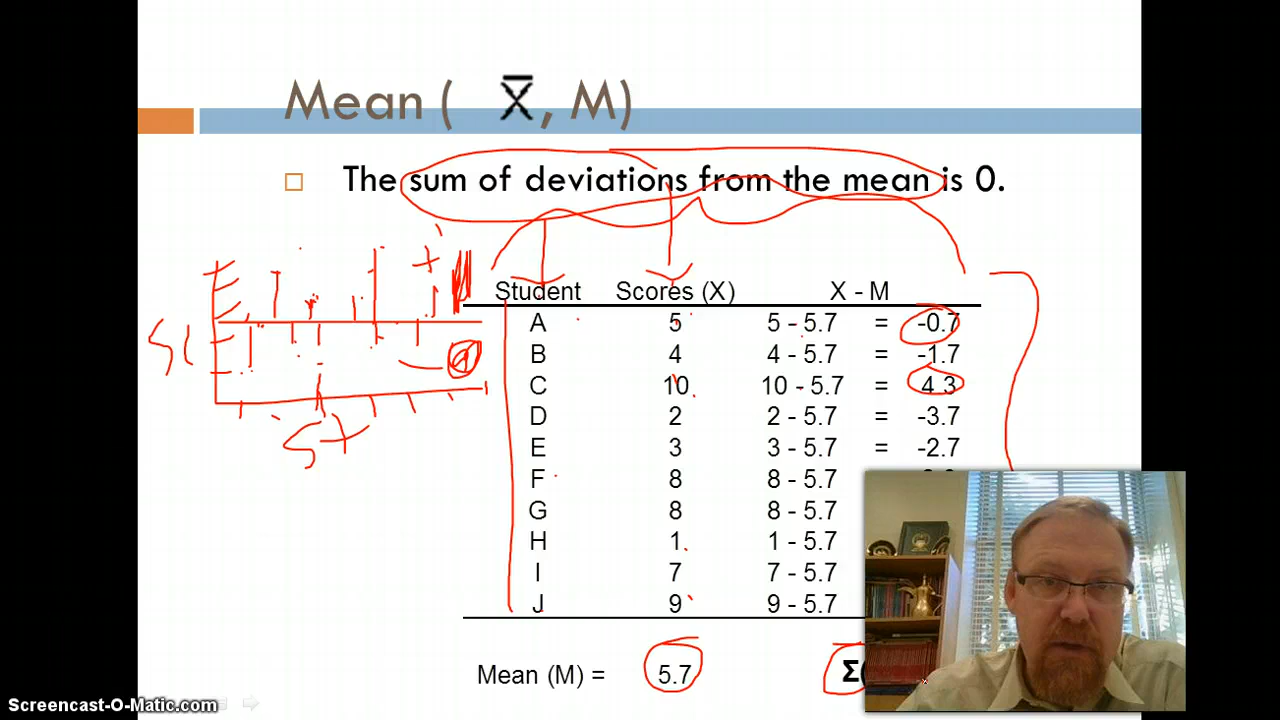 Mean ( X̄, M)
The sum of deviations from the mean is 0.
Student Scores (X) X - M
A 5 5 - 5.7 = -0.7
B 4 4 - 5.7 = -1.7
C 10 10 - 5.7 = 4.3
D 2 2 - 5.7 = -3.7
E 3 3 - 5.7 = -2.7
F 8 8 - 5.7
G 8 8 - 5.7
H 1 1 - 5.7
I 7 7 - 5.7
J 9 9 - 5.7
Mean (M) = 5.7 Σ(
+
Sc
St
Screencast-O-Matic.com